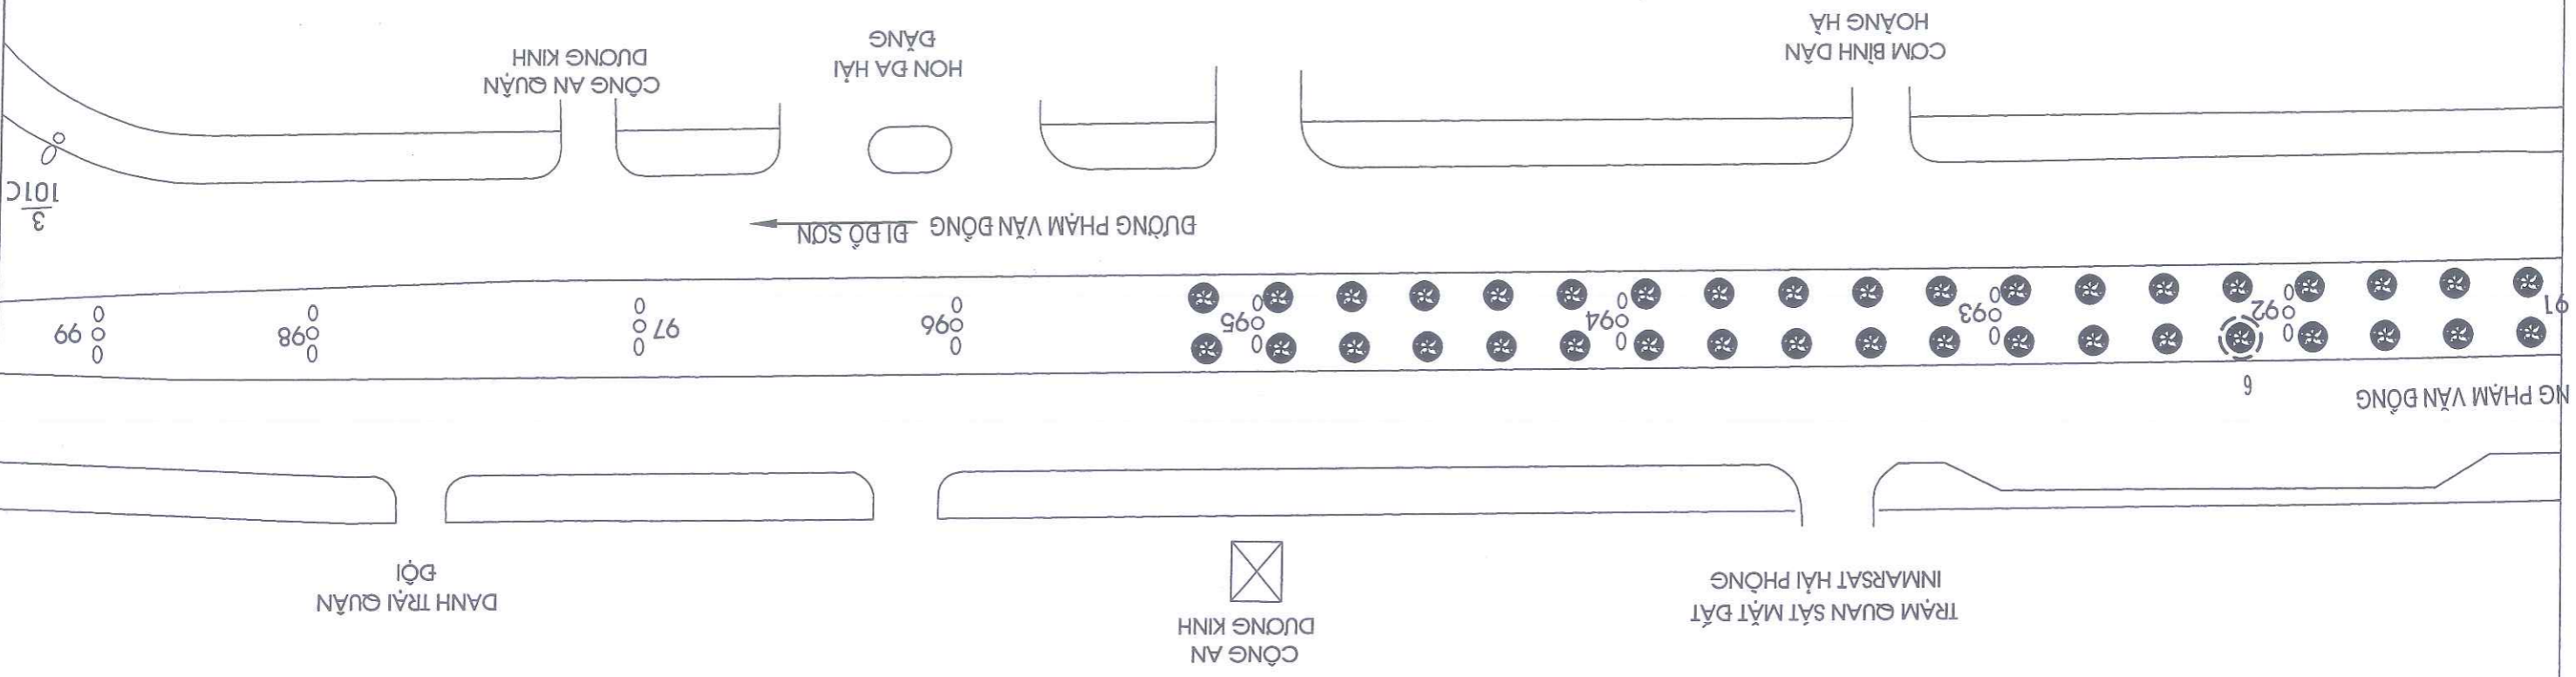 CÔNG AN
DƯƠNG KINH
TRẠM QUAN SÁT MẶT ĐẤT
INMARSAT HẢI PHÒNG
DANH TRẠI QUÂN
ĐỘI
NG PHẠM VĂN ĐỒNG
6
91
92
93
94
95
96
97
98
99
ĐƯỜNG PHẠM VĂN ĐỒNG ĐI ĐỒ SƠN
3
101C
CƠM BÌNH DÂN
HOÀNG HÀ
HON ĐA HẢI
ĐĂNG
CÔNG AN QUẬN
DƯƠNG KINH